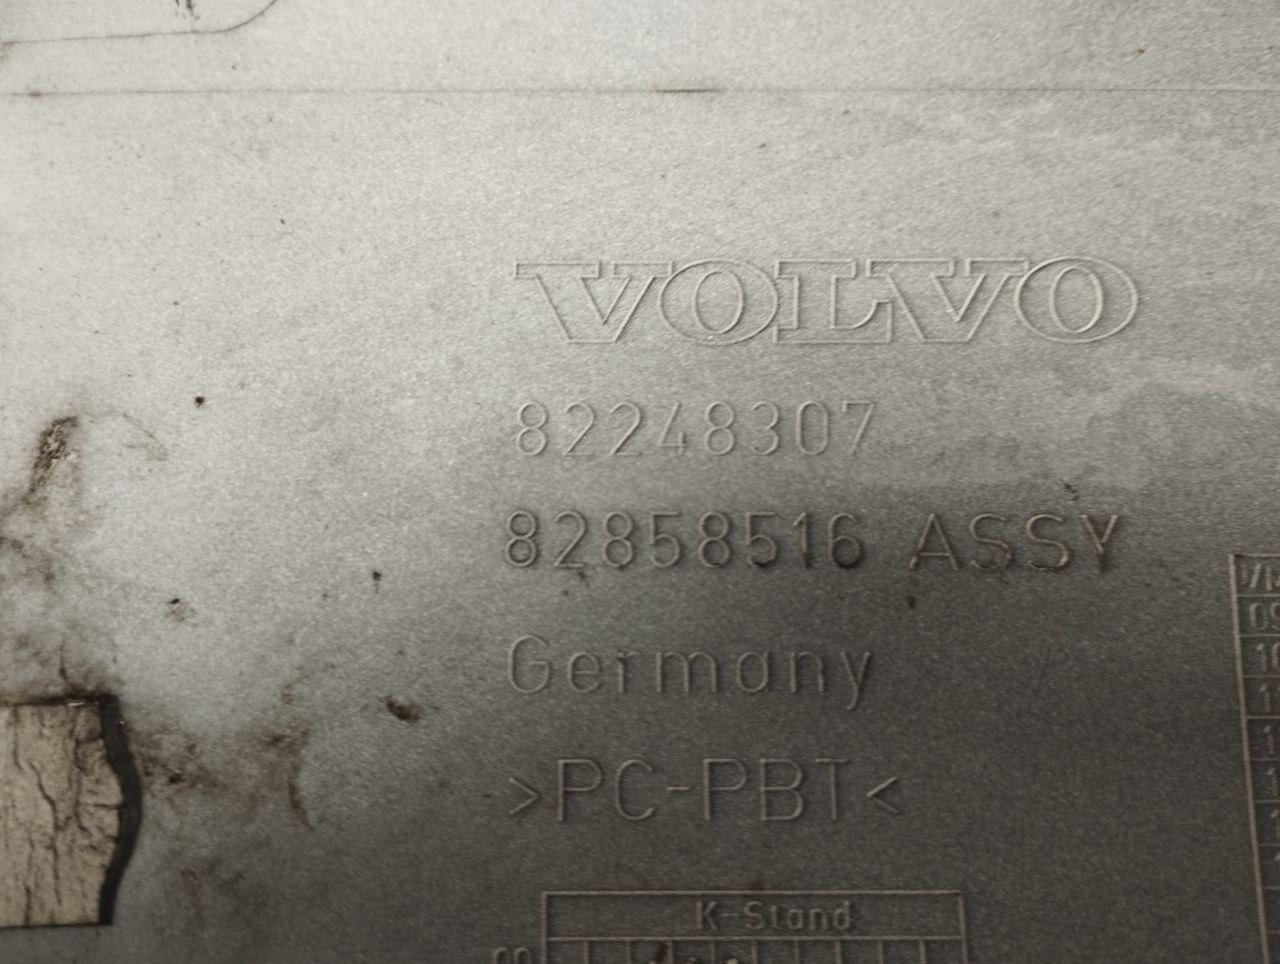 VOLVO
82248307
82858516 ASSY
Germany
>PC-PBT<
K-Stand